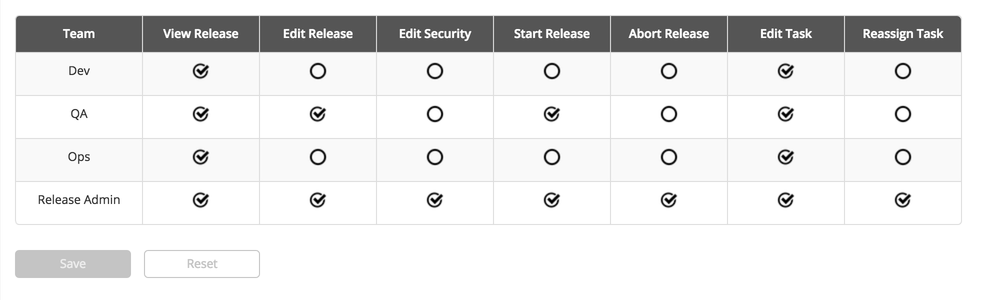 Team View Release Edit Release Edit Security Start Release Abort Release Edit Task Reassign Task
Dev
QA
Ops
Release Admin
Save Reset